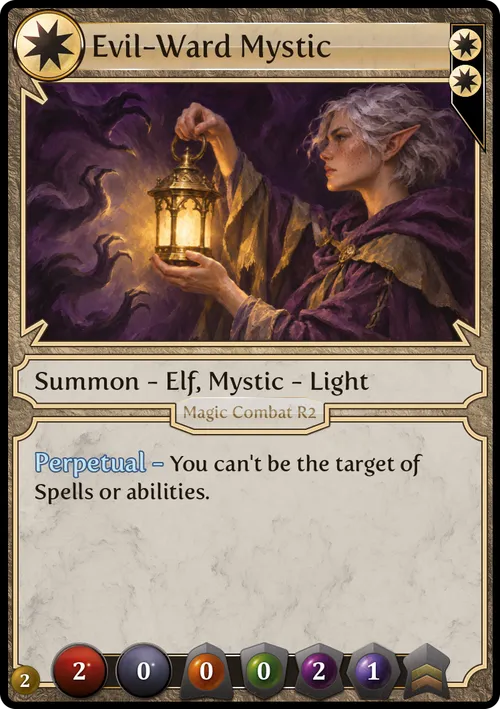 Evil-Ward Mystic
Summon - Elf, Mystic - Light
Magic Combat R2
Perpetual - You can't be the target of
Spells or abilities.
2 2* 0* 0 0 2 1